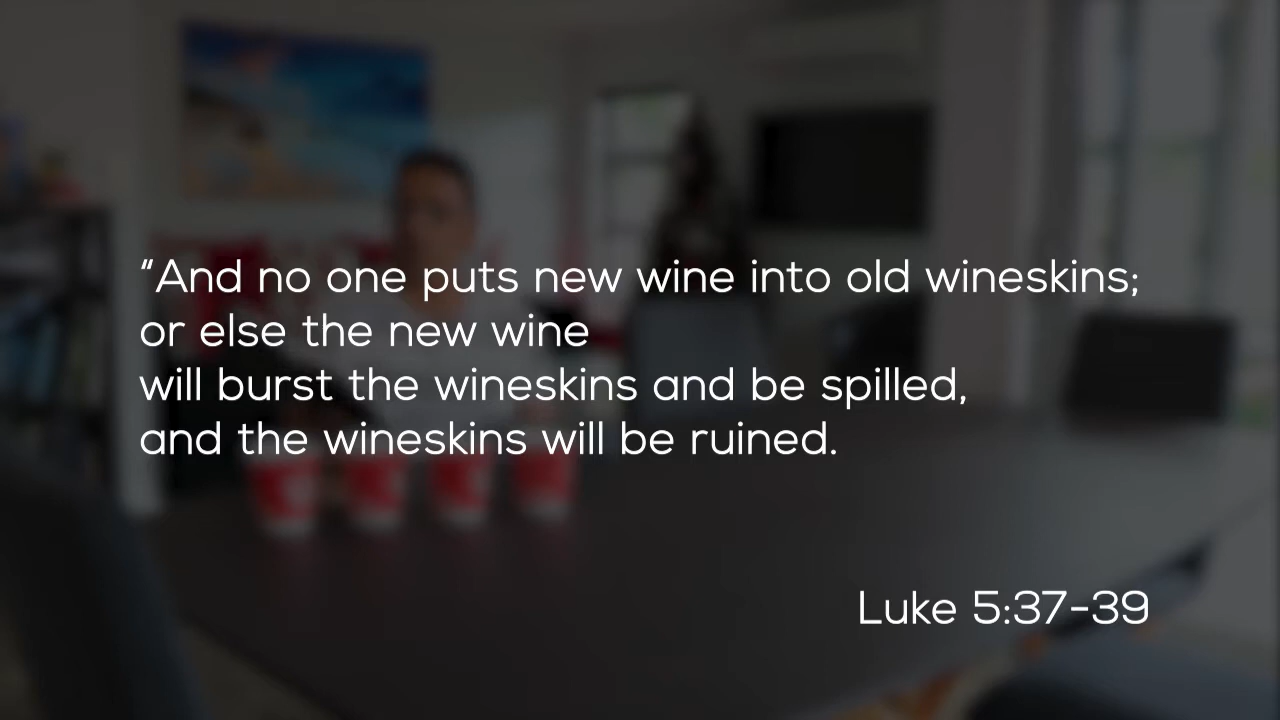 “And no one puts new wine into old wineskins;
or else the new wine
will burst the wineskins and be spilled,
and the wineskins will be ruined.
Luke 5:37-39